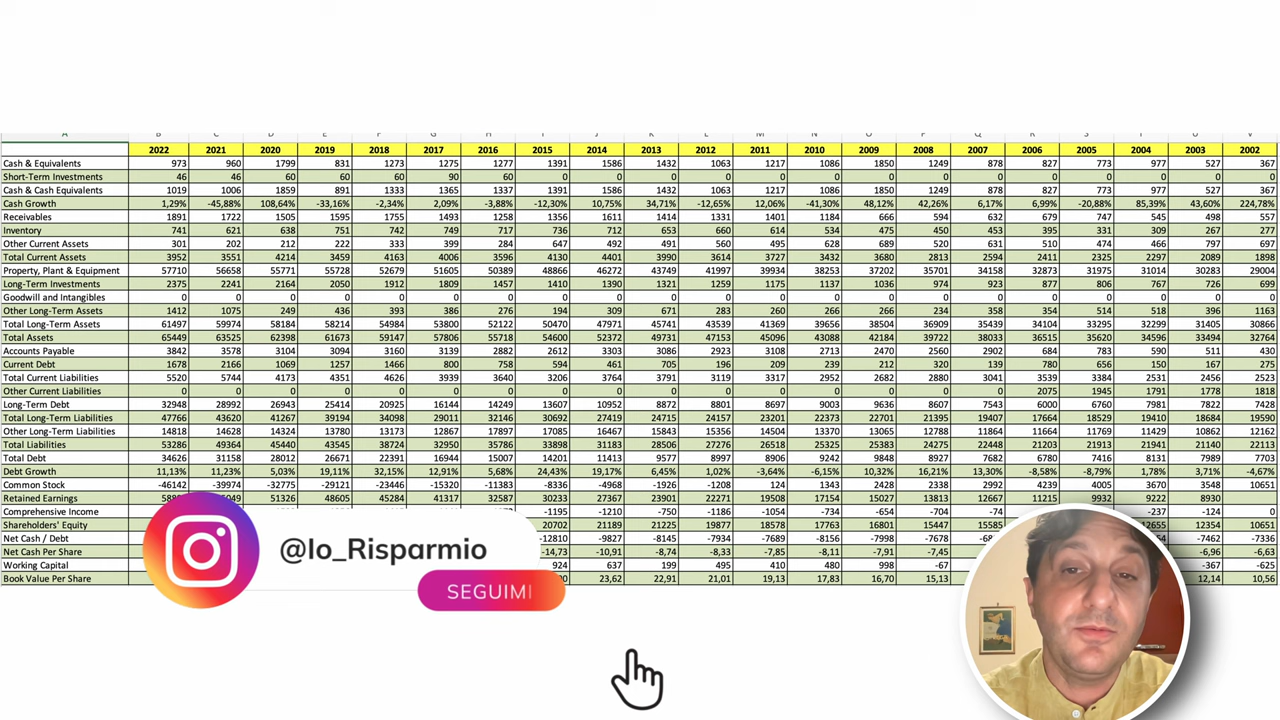 A B C D E F G H I J K L M N O P Q R S T U V
2022 2021 2020 2019 2018 2017 2016 2015 2014 2013 2012 2011 2010 2009 2008 2007 2006 2005 2004 2003 2002
Cash & Equivalents 973 960 1799 831 1273 1275 1277 1391 1586 1432 1063 1217 1086 1850 1249 878 827 773 977 527 367
Short-Term Investments 46 46 60 60 60 90 60 0 0 0 0 0 0 0 0 0 0 0 0 0 0
Cash & Cash Equivalents 1019 1006 1859 891 1333 1365 1337 1391 1586 1432 1063 1217 1086 1850 1249 878 827 773 977 527 367
Cash Growth 1,29% -45,88% 108,64% -33,16% -2,34% 2,09% -3,88% -12,30% 10,75% 34,71% -12,65% 12,06% -41,30% 48,12% 42,26% 6,17% 6,99% -20,88% 85,39% 43,60% 224,78%
Receivables 1891 1722 1505 1595 1755 1493 1258 1356 1611 1414 1331 1401 1184 666 594 632 679 747 545 498 557
Inventory 741 621 638 751 742 749 717 736 712 653 660 614 534 475 450 453 395 331 309 267 277
Other Current Assets 301 202 212 222 333 399 284 647 492 491 560 495 628 689 520 631 510 474 466 797 697
Total Current Assets 3952 3551 4214 3459 4163 4006 3596 4130 4401 3990 3614 3727 3432 3680 2813 2594 2411 2325 2297 2089 1898
Property, Plant & Equipment 57710 56658 55771 55728 52679 51605 50389 48866 46272 43749 41997 39934 38253 37202 35701 34158 32873 31975 31014 30283 29004
Long-Term Investments 2375 2241 2164 2050 1912 1809 1457 1410 1390 1321 1259 1175 1137 1036 974 923 877 806 767 726 699
Goodwill and Intangibles 0 0 0 0 0 0 0 0 0 0 0 0 0 0 0 0 0 0 0 0 0
Other Long-Term Assets 1412 1075 249 436 393 386 276 194 309 671 283 260 266 266 234 358 354 514 518 396 1163
Total Long-Term Assets 61497 59974 58184 58214 54984 53800 52122 50470 47971 45741 43539 41369 39656 38504 36909 35439 34104 33295 32299 31405 30866
Total Assets 65449 63525 62398 61673 59147 57806 55718 54600 52372 49731 47153 45096 43088 42184 39722 38033 36515 35620 34596 33494 32764
Accounts Payable 3842 3578 3104 3094 3160 3139 2882 2612 3303 3086 2923 3108 2713 2470 2560 2902 684 783 590 511 430
Current Debt 1678 2166 1069 1257 1466 800 758 594 461 705 196 209 239 212 320 139 780 656 150 167 275
Total Current Liabilities 5520 5744 4173 4351 4626 3939 3640 3206 3764 3791 3119 3317 2952 2682 2880 3041 3539 3384 2531 2456 2523
Other Current Liabilities 0 0 0 0 0 0 0 0 0 0 0 0 0 0 0 0 2075 1945 1791 1778 1818
Long-Term Debt 32948 28992 26943 25414 20925 16144 14249 13607 10952 8872 8801 8697 9003 9636 8607 7543 6000 6760 7981 7822 7428
Total Long-Term Liabilities 47766 43620 41267 39194 34098 29011 32146 30692 27419 24715 24157 23201 22373 22701 21395 19407 17664 18529 19410 18684 19590
Other Long-Term Liabilities 14818 14628 14324 13780 13173 12867 17897 17085 16467 15843 15356 14504 13370 13065 12788 11864 11664 11769 11429 10862 12162
Total Liabilities 53286 49364 45440 43545 38724 32950 35786 33898 31183 28506 27276 26518 25325 25383 24275 22448 21203 21913 21941 21140 22113
Total Debt 34626 31158 28012 26671 22391 16944 15007 14201 11413 9577 8997 8906 9242 9848 8927 7682 6780 7416 8131 7989 7703
Debt Growth 11,13% 11,23% 5,03% 19,11% 32,15% 12,91% 5,68% 24,43% 19,17% 6,45% 1,02% -3,64% -6,15% 10,32% 16,21% 13,30% -8,58% -8,79% 1,78% 3,71% -4,67%
Common Stock -46142 -39974 -32775 -29121 -23446 -15320 -11383 -8336 -4968 -1926 -1208 124 1343 2428 2338 2992 4239 4005 3670 2914 10651
Retained Earnings 51326 48605 45284 41317 32587 30233 27367 23901 22271 19508 17154 15027 13813 12667 11215 9932 9222 8930
Comprehensive Income -1195 -1210 -750 -1186 -1054 -734 -654 -704 -74 -237 -124 0
Shareholders' Equity 20702 21189 21225 19877 18578 17763 16801 15447 15585 12655 12354 10651
Net Cash / Debt -12810 -9827 -8145 -7934 -7689 -8156 -7998 -7678 -7462 -7336
Net Cash Per Share -14,73 -10,91 -8,74 -8,33 -7,85 -8,11 -7,91 -7,45 -6,96 -6,63
Working Capital 924 637 199 495 410 480 998 -67 -367 -625
Book Value Per Share 23,62 22,91 21,01 19,13 17,83 16,70 15,13 12,14 10,56
@Io_Risparmio
SEGUIMI